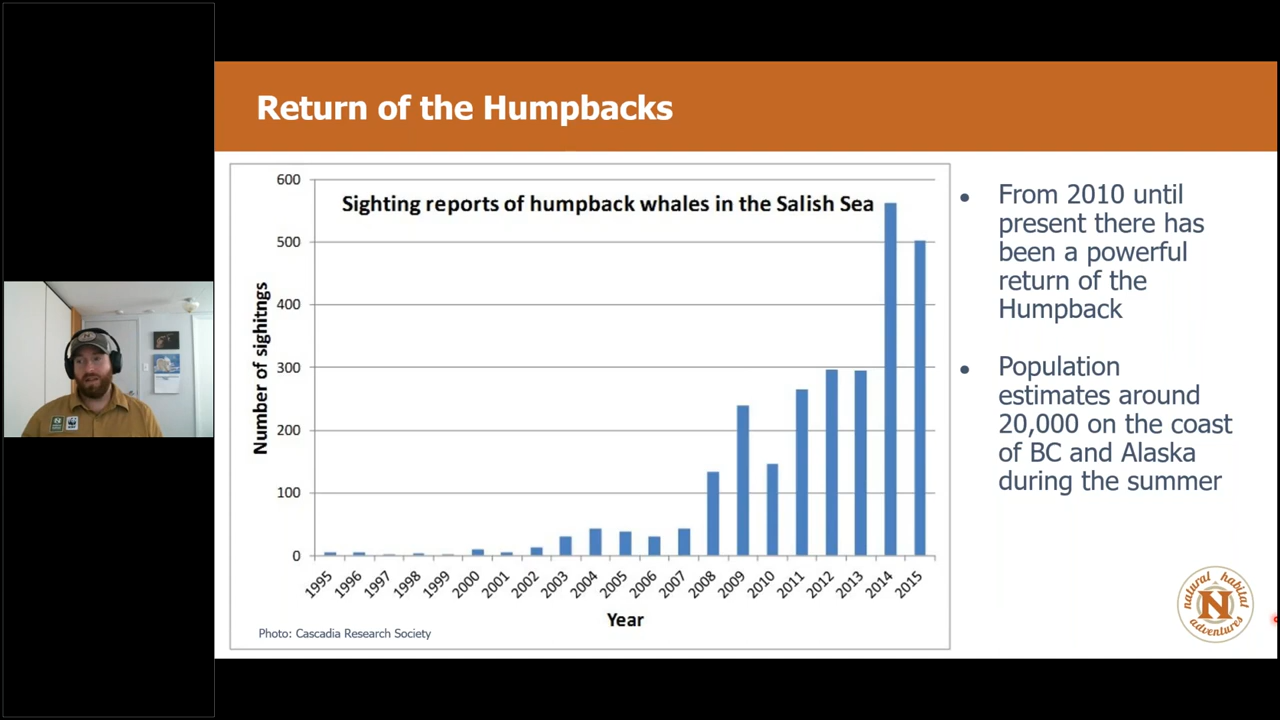 Return of the Humpbacks
Sighting reports of humpback whales in the Salish Sea
Number of sighitngs
600
500
400
300
200
100
0
1995
1996
1997
1998
1999
2000
2001
2002
2003
2004
2005
2006
2007
2008
2009
2010
2011
2012
2013
2014
2015
Year
Photo: Cascadia Research Society
• From 2010 until
present there has
been a powerful
return of the
Humpback
• Population
estimates around
20,000 on the coast
of BC and Alaska
during the summer
natural habitat
N
adventures